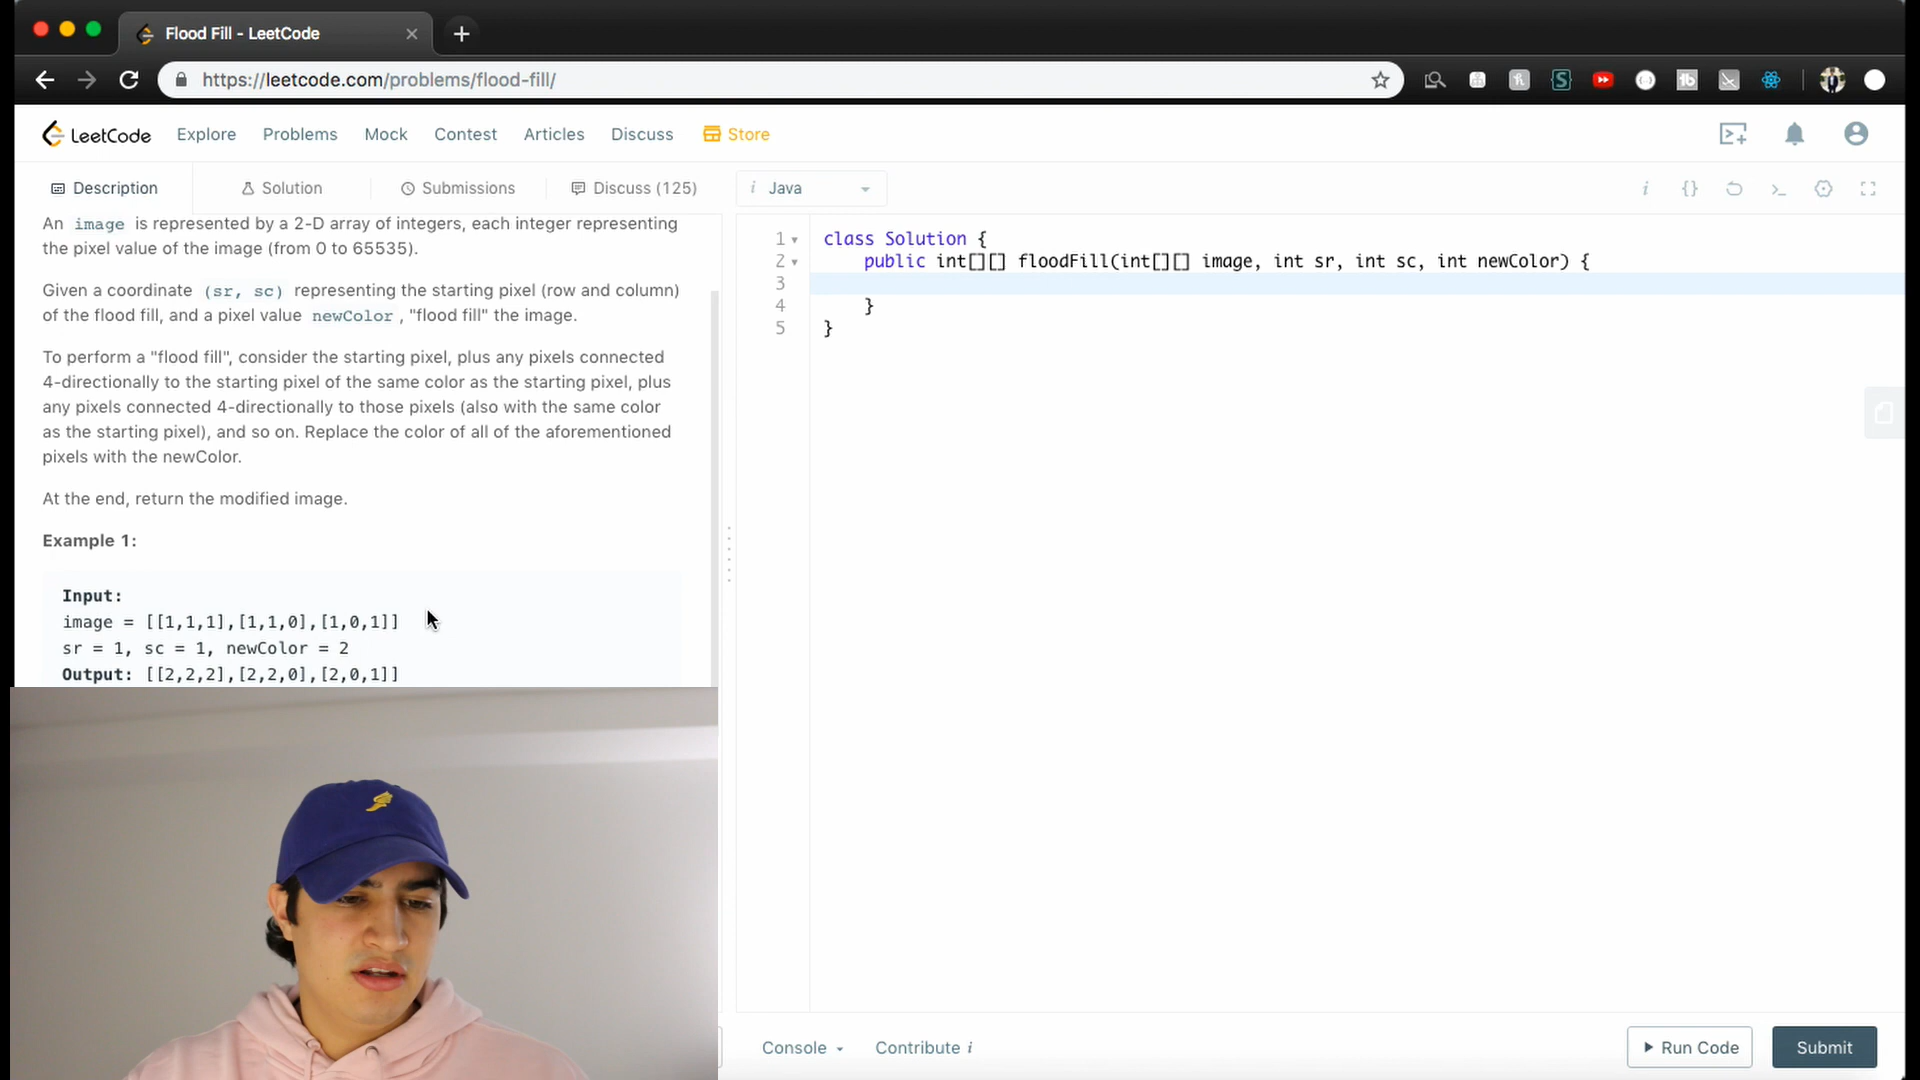 Flood Fill - LeetCode
https://leetcode.com/problems/flood-fill/
LeetCode Explore Problems Mock Contest Articles Discuss Store
Description Solution Submissions Discuss (125)
Java
An image is represented by a 2-D array of integers, each integer representing
the pixel value of the image (from 0 to 65535).
Given a coordinate (sr, sc) representing the starting pixel (row and column)
of the flood fill, and a pixel value newColor, "flood fill" the image.
To perform a "flood fill", consider the starting pixel, plus any pixels connected
4-directionally to the starting pixel of the same color as the starting pixel, plus
any pixels connected 4-directionally to those pixels (also with the same color
as the starting pixel), and so on. Replace the color of all of the aforementioned
pixels with the newColor.
At the end, return the modified image.
Example 1:
Input:
image = [[1,1,1],[1,1,0],[1,0,1]]
sr = 1, sc = 1, newColor = 2
Output: [[2,2,2],[2,2,0],[2,0,1]]
1 class Solution {
2 public int[][] floodFill(int[][] image, int sr, int sc, int newColor) {
3
4 }
5 }
Console Contribute i
Run Code Submit